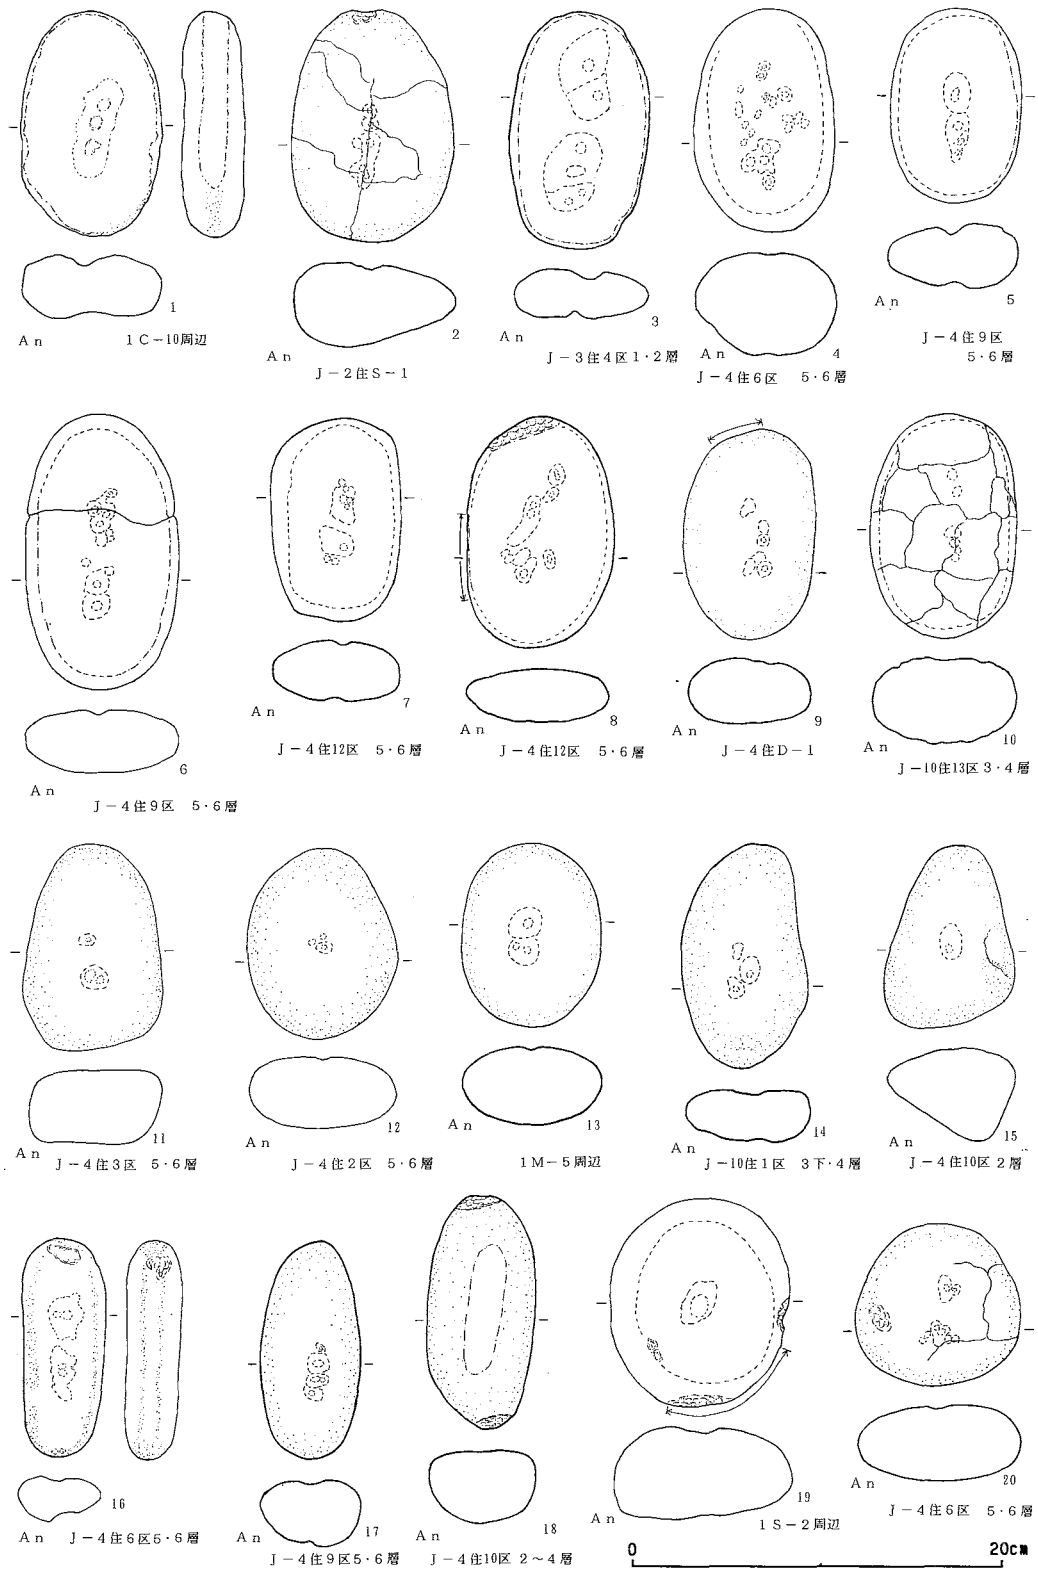 1
An
1C-10周辺
2
An
J-2住S-1
3
An
J-3住4区1・2層
4
An
J-4住6区 5・6層
5
An
J-4住9区
5・6層
6
An
J-4住9区 5・6層
7
An
J-4住12区 5・6層
8
An
J-4住12区 5・6層
9
An
J-4住D-1
10
An
J-10住13区3・4層
11
An
J-4住3区 5・6層
12
An
J-4住2区 5・6層
13
An
1M-5周辺
14
An
J-10住1区 3下・4層
15
An
J-4住10区2層
16
An J-4住6区5・6層
17
An
J-4住9区5・6層
18
An
J-4住10区 2~4層
19
An
1S-2周辺
20
An
J-4住6区 5・6層
0 20cm